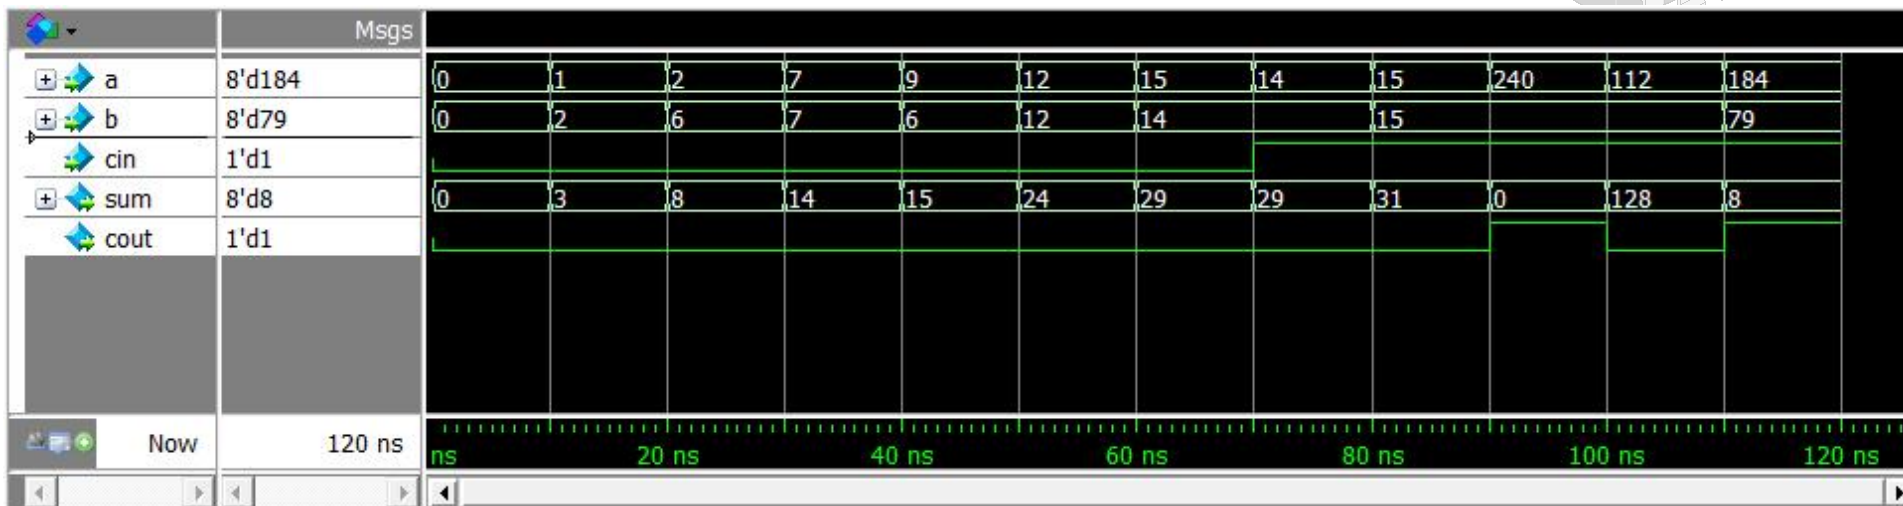 Msgs
a 8'd184 0 1 2 7 9 12 15 14 15 240 112 184
b 8'd79 0 2 6 7 6 12 14 15 79
cin 1'd1
sum 8'd8 0 3 8 14 15 24 29 29 31 0 128 8
cout 1'd1
Now 120 ns ns 20 ns 40 ns 60 ns 80 ns 100 ns 120 ns